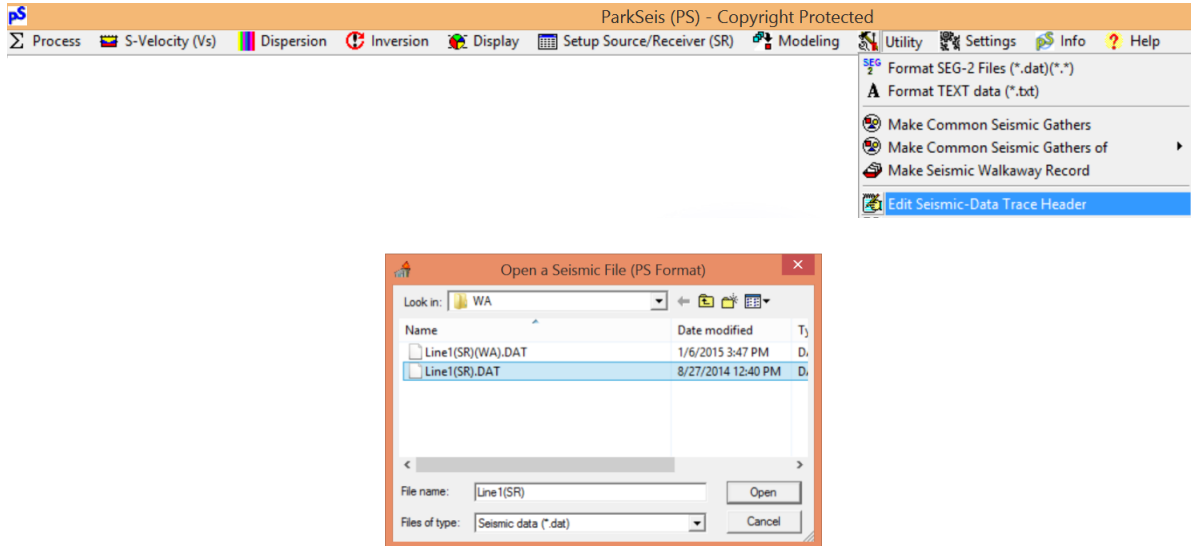 pS ParkSeis (PS) - Copyright Protected
Process S-Velocity (Vs) Dispersion Inversion Display Setup Source/Receiver (SR) Modeling Utility Settings pS Info ? Help
SEG 2 Format SEG-2 Files (*.dat)(*.*)
A Format TEXT data (*.txt)
Make Common Seismic Gathers
Make Common Seismic Gathers of
Make Seismic Walkaway Record
Edit Seismic-Data Trace Header
Open a Seismic File (PS Format)
Look in: WA
Name Date modified Ty
Line1(SR)(WA).DAT 1/6/2015 3:47 PM DA
Line1(SR).DAT 8/27/2014 12:40 PM DA
File name: Line1(SR) Open
Files of type: Seismic data (*.dat) Cancel